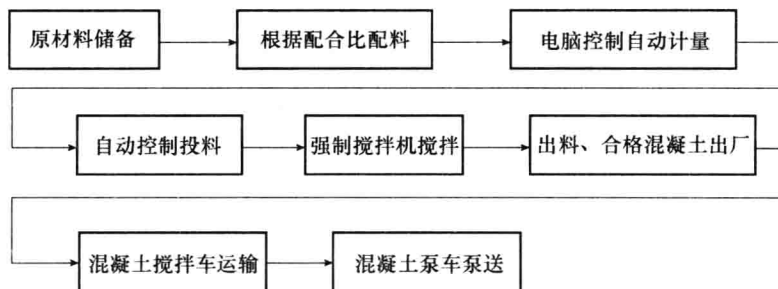 原材料储备
根据配合比配料
电脑控制自动计量
自动控制投料
强制搅拌机搅拌
出料、合格混凝土出厂
混凝土搅拌车运输
混凝土泵车泵送